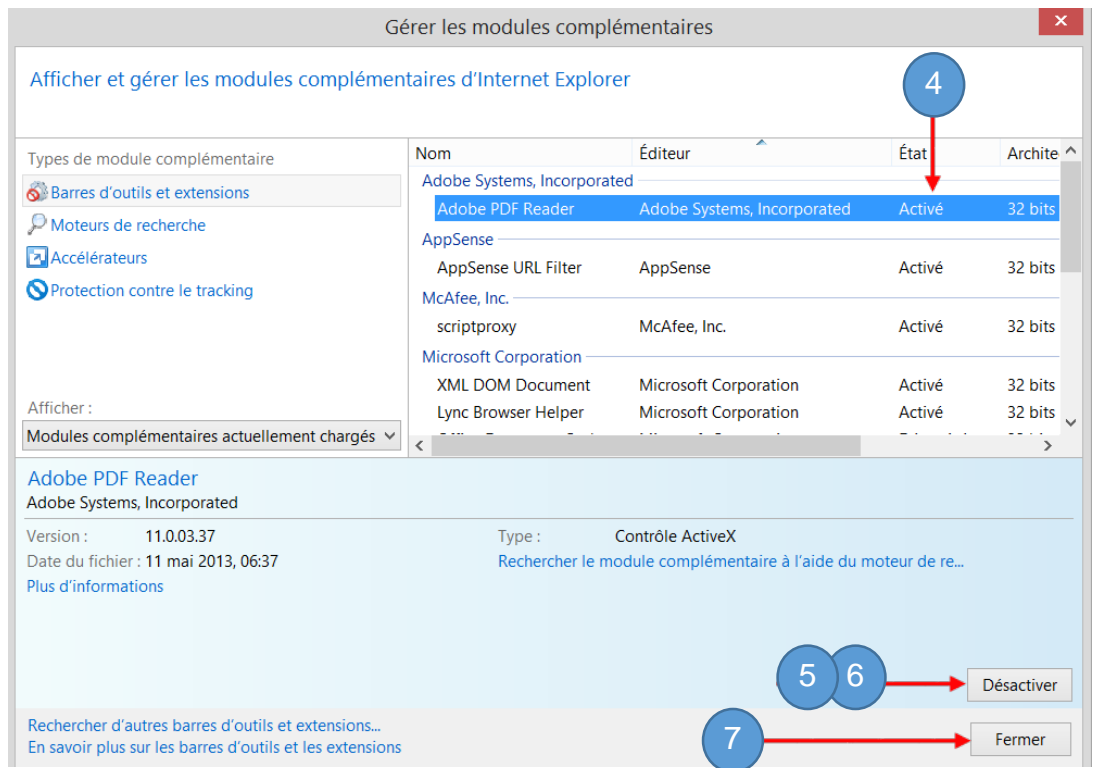 Gérer les modules complémentaires
×
Afficher et gérer les modules complémentaires d'Internet Explorer
4
Types de module complémentaire
Barres d'outils et extensions
Moteurs de recherche
Accélérateurs
Protection contre le tracking
Afficher :
Modules complémentaires actuellement chargés
Nom Éditeur État Archite
Adobe Systems, Incorporated
Adobe PDF Reader Adobe Systems, Incorporated Activé 32 bits
AppSense
AppSense URL Filter AppSense Activé 32 bits
McAfee, Inc.
scriptproxy McAfee, Inc. Activé 32 bits
Microsoft Corporation
XML DOM Document Microsoft Corporation Activé 32 bits
Lync Browser Helper Microsoft Corporation Activé 32 bits
Adobe PDF Reader
Adobe Systems, Incorporated
Version : 11.0.03.37 Type : Contrôle ActiveX
Date du fichier : 11 mai 2013, 06:37 Rechercher le module complémentaire à l'aide du moteur de re...
Plus d'informations
5 6 Désactiver
Rechercher d'autres barres d'outils et extensions...
En savoir plus sur les barres d'outils et les extensions
7 Fermer